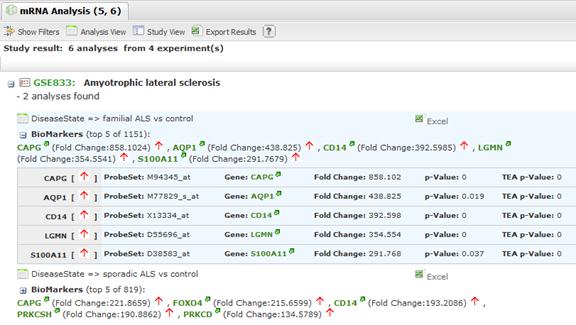 mRNA Analysis (5, 6)
Show Filters Analysis View Study View Export Results ?
Study result: 6 analyses from 4 experiment(s)
GSE833: Amyotrophic lateral sclerosis
- 2 analyses found
DiseaseState => familial ALS vs control Excel
BioMarkers (top 5 of 1151):
CAPG (Fold Change:858.1024) , AQP1 (Fold Change:438.825) , CD14 (Fold Change:392.5985) , LGMN
(Fold Change:354.5541) , S100A11 (Fold Change:291.7679)
CAPG [ ↑ ] ProbeSet: M94345_at Gene: CAPG Fold Change: 858.102 p-Value: 0 TEA p-Value: 0
AQP1 [ ↑ ] ProbeSet: M77829_s_at Gene: AQP1 Fold Change: 438.825 p-Value: 0.019 TEA p-Value: 0
CD14 [ ↑ ] ProbeSet: X13334_at Gene: CD14 Fold Change: 392.598 p-Value: 0 TEA p-Value: 0
LGMN [ ↑ ] ProbeSet: D55696_at Gene: LGMN Fold Change: 354.554 p-Value: 0 TEA p-Value: 0
S100A11 [ ↑ ] ProbeSet: D38583_at Gene: S100A11 Fold Change: 291.768 p-Value: 0.037 TEA p-Value: 0
DiseaseState => sporadic ALS vs control Excel
BioMarkers (top 5 of 819):
CAPG (Fold Change:221.8659) , FOXO4 (Fold Change:215.6599) , CD14 (Fold Change:193.2086) ,
PRKCSH (Fold Change:190.8862) , PRKCD (Fold Change:134.5789)